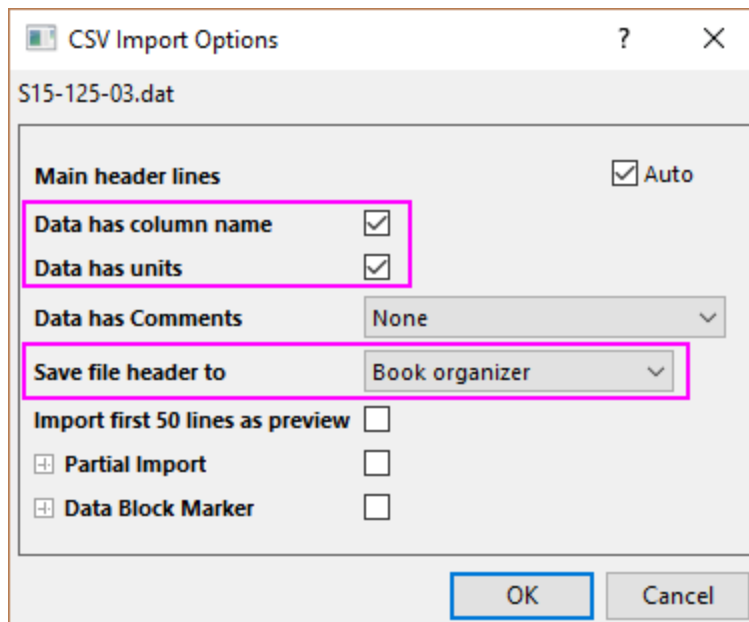 CSV Import Options
S15-125-03.dat
Main header lines Auto
Data has column name
Data has units
Data has Comments None
Save file header to Book organizer
Import first 50 lines as preview
Partial Import
Data Block Marker
OK Cancel